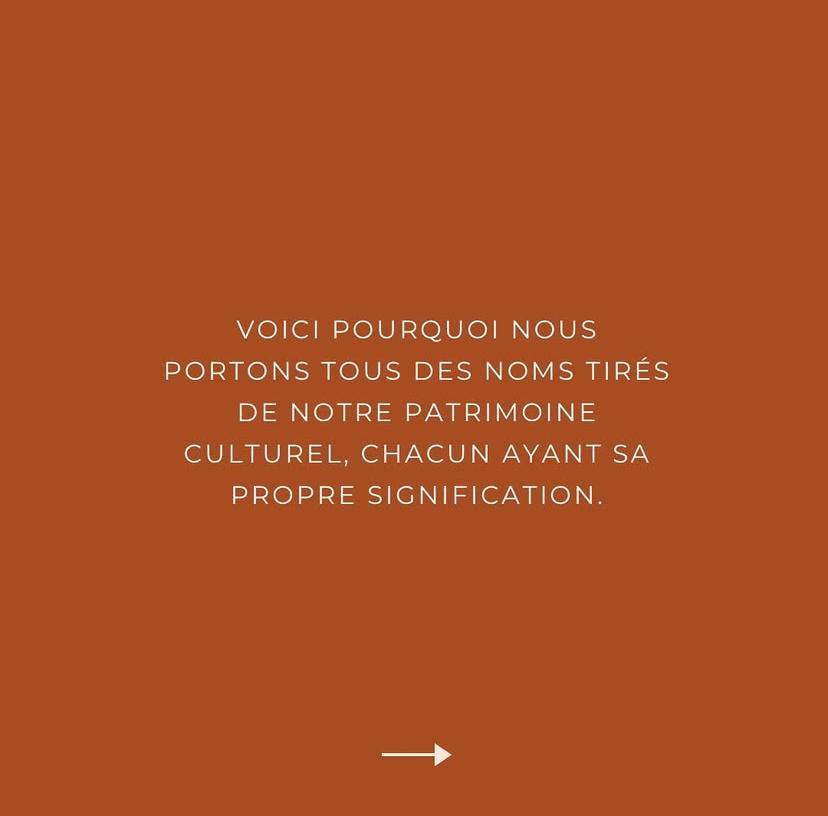 VOICI POURQUOI NOUS
PORTONS TOUS DES NOMS TIRÉS
DE NOTRE PATRIMOINE
CULTUREL, CHACUN AYANT SA
PROPRE SIGNIFICATION.